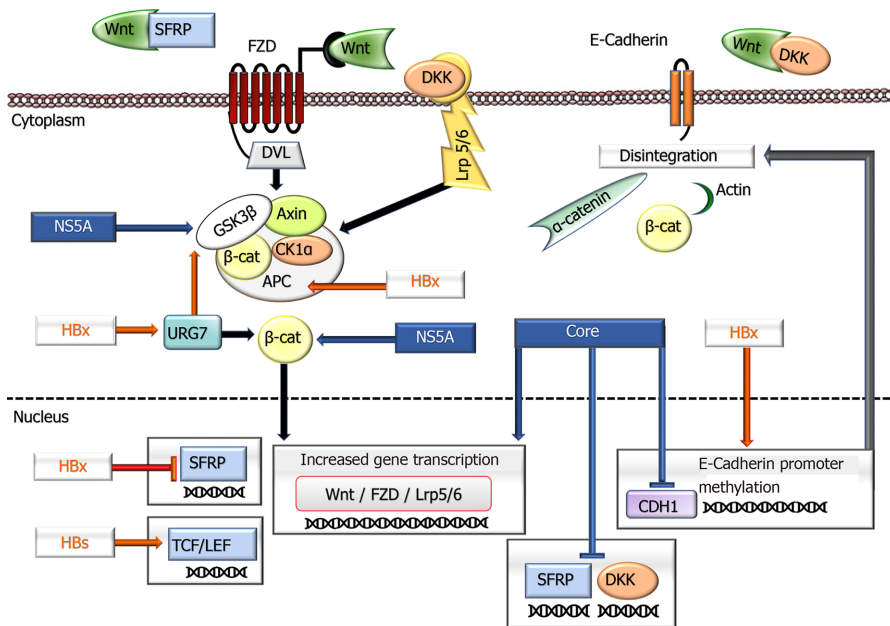 Wnt
SFRP
FZD
Wnt
DKK
E-Cadherin
Wnt
DKK
Cytoplasm
DVL
Lrp 5/6
Disintegration
α-catenin
Actin
β-cat
NS5A
GSK3β
Axin
β-cat
CK1α
APC
HBx
HBx
URG7
β-cat
NS5A
Core
HBx
Nucleus
HBx
SFRP
Increased gene transcription
Wnt / FZD / Lrp5/6
E-Cadherin promoter
methylation
CDH1
HBs
TCF/LEF
SFRP
DKK